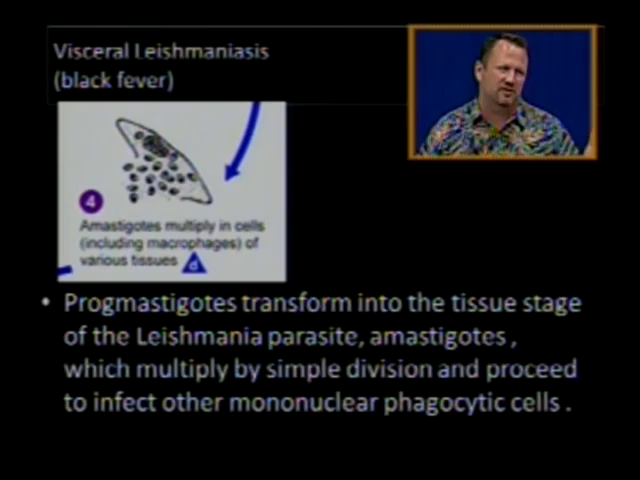 Visceral Leishmaniasis
(black fever)
4
Amastigotes multiply in cells
(including macrophages) of
various tissues d
• Progmastigotes transform into the tissue stage
of the Leishmania parasite, amastigotes ,
which multiply by simple division and proceed
to infect other mononuclear phagocytic cells .